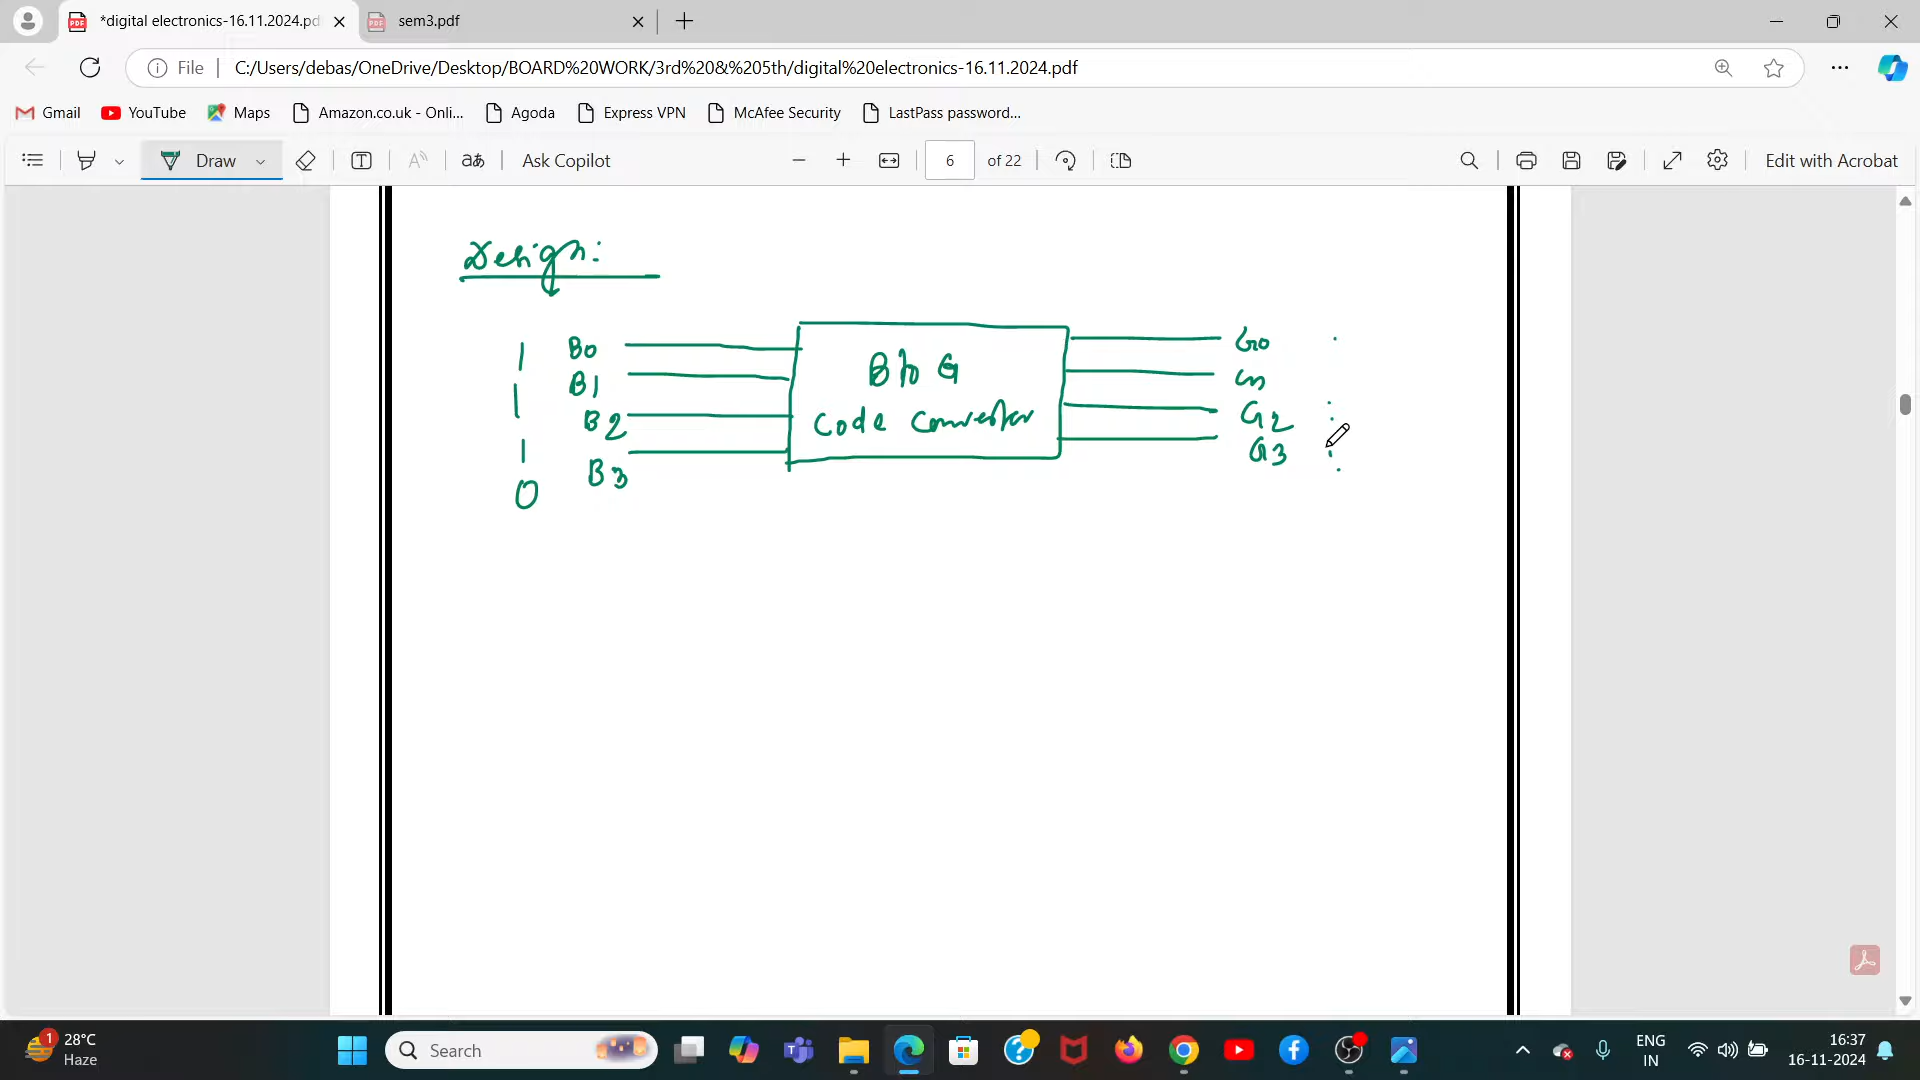 *digital electronics-16.11.2024.pd
sem3.pdf
File
C:/Users/debas/OneDrive/Desktop/BOARD%20WORK/3rd%20&%205th/digital%20electronics-16.11.2024.pdf
Gmail YouTube Maps Amazon.co.uk - Onli... Agoda Express VPN McAfee Security LastPass password...
Draw T A aあ Ask Copilot 6 of 22 Edit with Acrobat
Design:
1 B0 G0
1 B1 B to G
1 B2 Code Converter G2
0 B3 G3
1 28°C
Haze
Search
ENG
IN
16:37
16-11-2024